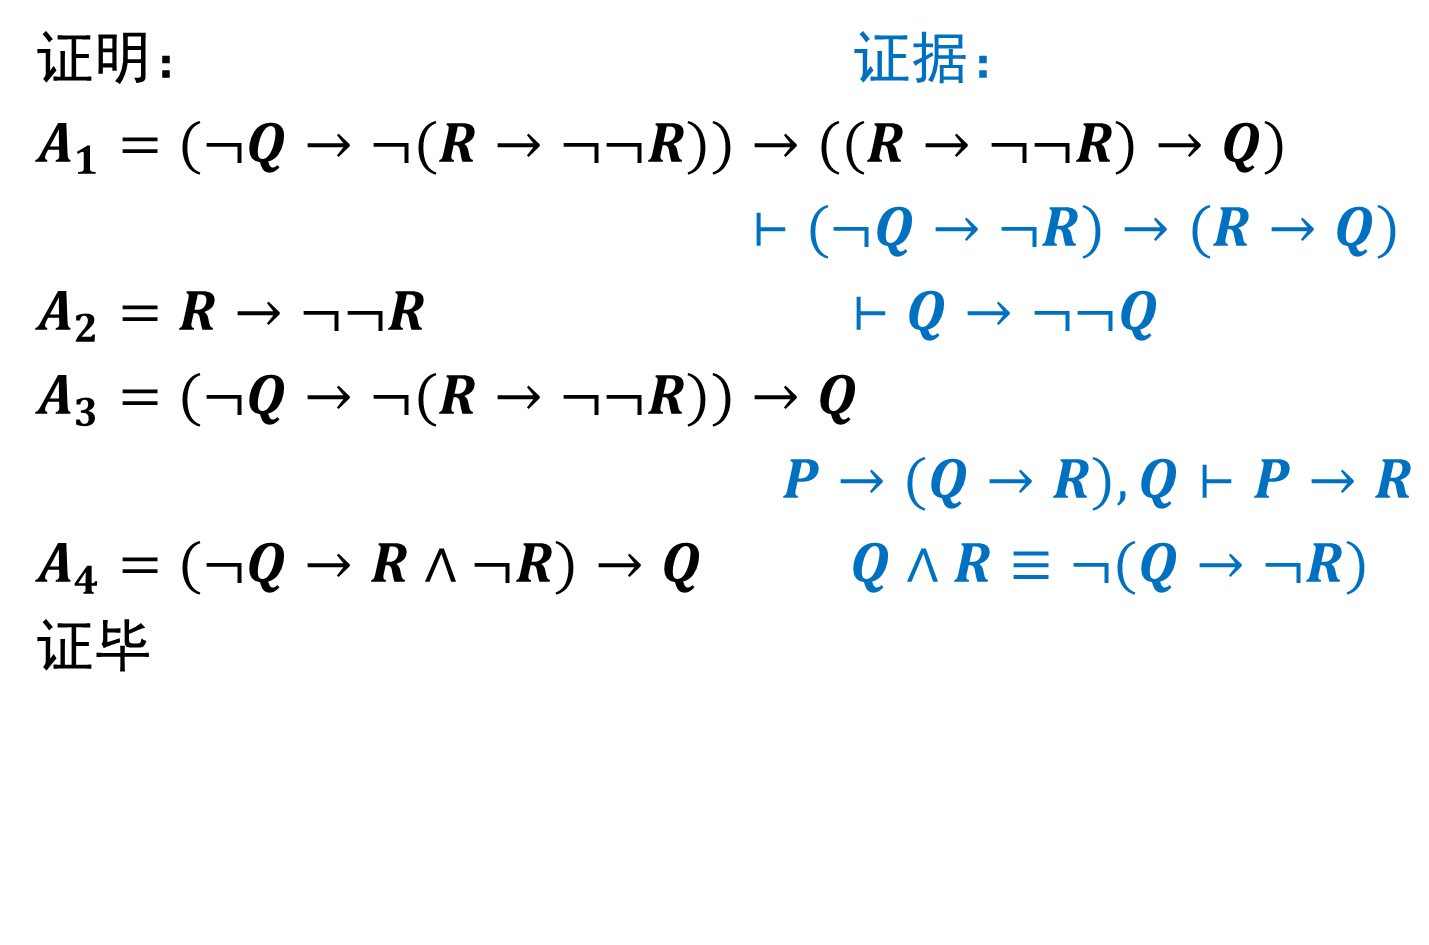 证明： 证据：
A₁ = (¬Q → ¬(R → ¬¬R)) → ((R → ¬¬R) → Q)
⊢ (¬Q → ¬R) → (R → Q)
A₂ = R → ¬¬R ⊢ Q → ¬¬Q
A₃ = (¬Q → ¬(R → ¬¬R)) → Q
P → (Q → R), Q ⊢ P → R
A₄ = (¬Q → R ∧ ¬R) → Q Q ∧ R ≡ ¬(Q → ¬R)
证毕